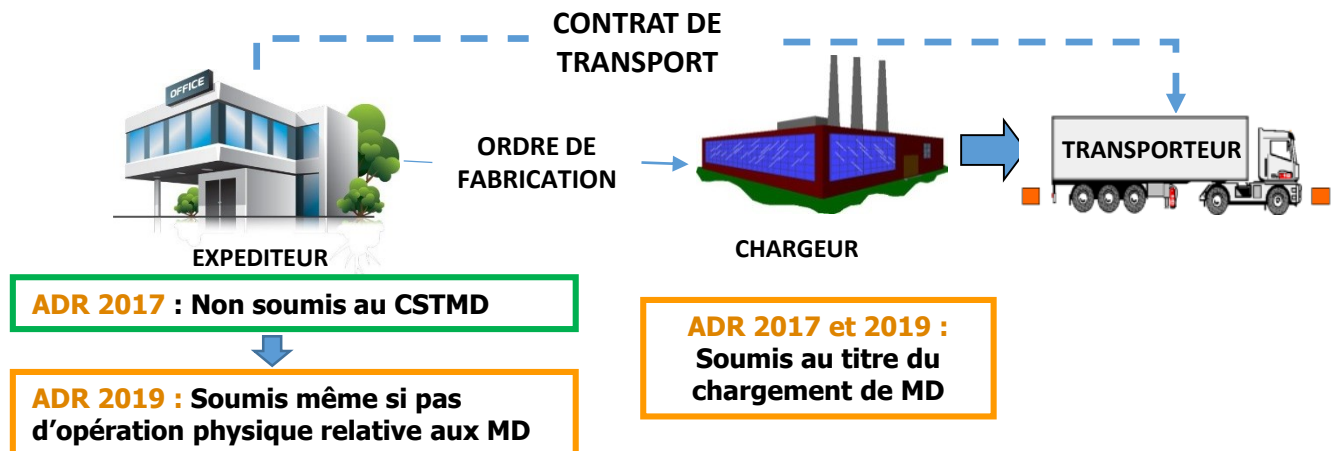 CONTRAT DE
TRANSPORT
OFFICE
ORDRE DE
FABRICATION
TRANSPORTEUR
EXPEDITEUR
CHARGEUR
ADR 2017 : Non soumis au CSTMD
ADR 2019 : Soumis même si pas
d’opération physique relative aux MD
ADR 2017 et 2019 :
Soumis au titre du
chargement de MD